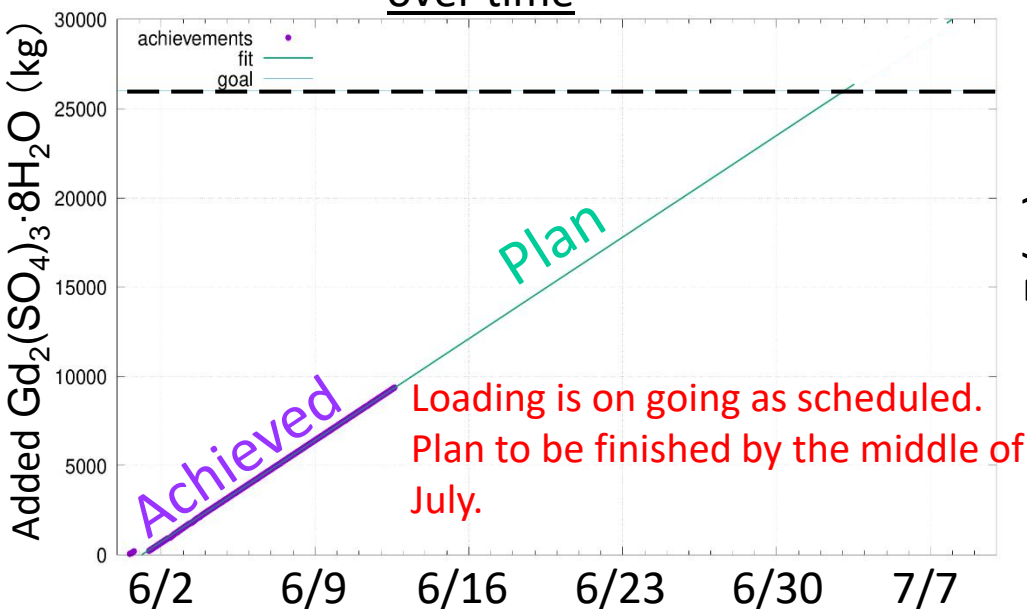 over time
Added Gd₂(SO₄)₃·8H₂O (kg)
30000
25000
20000
15000
10000
5000
0
achievements
fit
goal
Plan
Achieved
Loading is on going as scheduled.
Plan to be finished by the middle of
July.
6/2 6/9 6/16 6/23 6/30 7/7